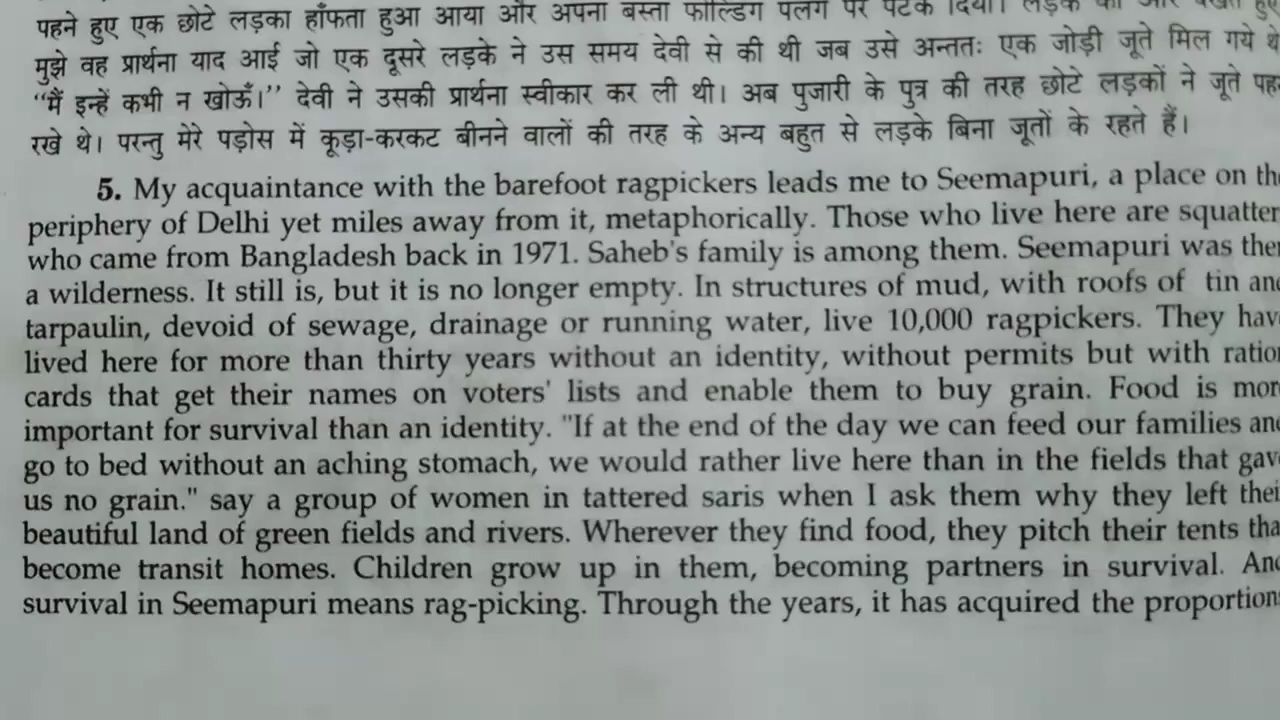 पहने हुए एक छोटे लड़का हाँफता हुआ आया और अपना बस्ता फोल्डिंग पलंग पर पटक दिया। लड़के की ओर देखते हुए
मुझे वह प्रार्थना याद आई जो एक दूसरे लड़के ने उस समय देवी से की थी जब उसे अन्ततः एक जोड़ी जूते मिल गये थे
“मैं इन्हें कभी न खोऊँ।” देवी ने उसकी प्रार्थना स्वीकार कर ली थी। अब पुजारी के पुत्र की तरह छोटे लड़कों ने जूते पह
रखे थे। परन्तु मेरे पड़ोस में कूड़ा-करकट बीनने वालों की तरह के अन्य बहुत से लड़के बिना जूतों के रहते हैं।
5. My acquaintance with the barefoot ragpickers leads me to Seemapuri, a place on the
periphery of Delhi yet miles away from it, metaphorically. Those who live here are squatter
who came from Bangladesh back in 1971. Saheb's family is among them. Seemapuri was then
a wilderness. It still is, but it is no longer empty. In structures of mud, with roofs of tin and
tarpaulin, devoid of sewage, drainage or running water, live 10,000 ragpickers. They hav
lived here for more than thirty years without an identity, without permits but with ration
cards that get their names on voters' lists and enable them to buy grain. Food is mor
important for survival than an identity. "If at the end of the day we can feed our families and
go to bed without an aching stomach, we would rather live here than in the fields that gave
us no grain." say a group of women in tattered saris when I ask them why they left thei
beautiful land of green fields and rivers. Wherever they find food, they pitch their tents tha
become transit homes. Children grow up in them, becoming partners in survival. And
survival in Seemapuri means rag-picking. Through the years, it has acquired the proportions